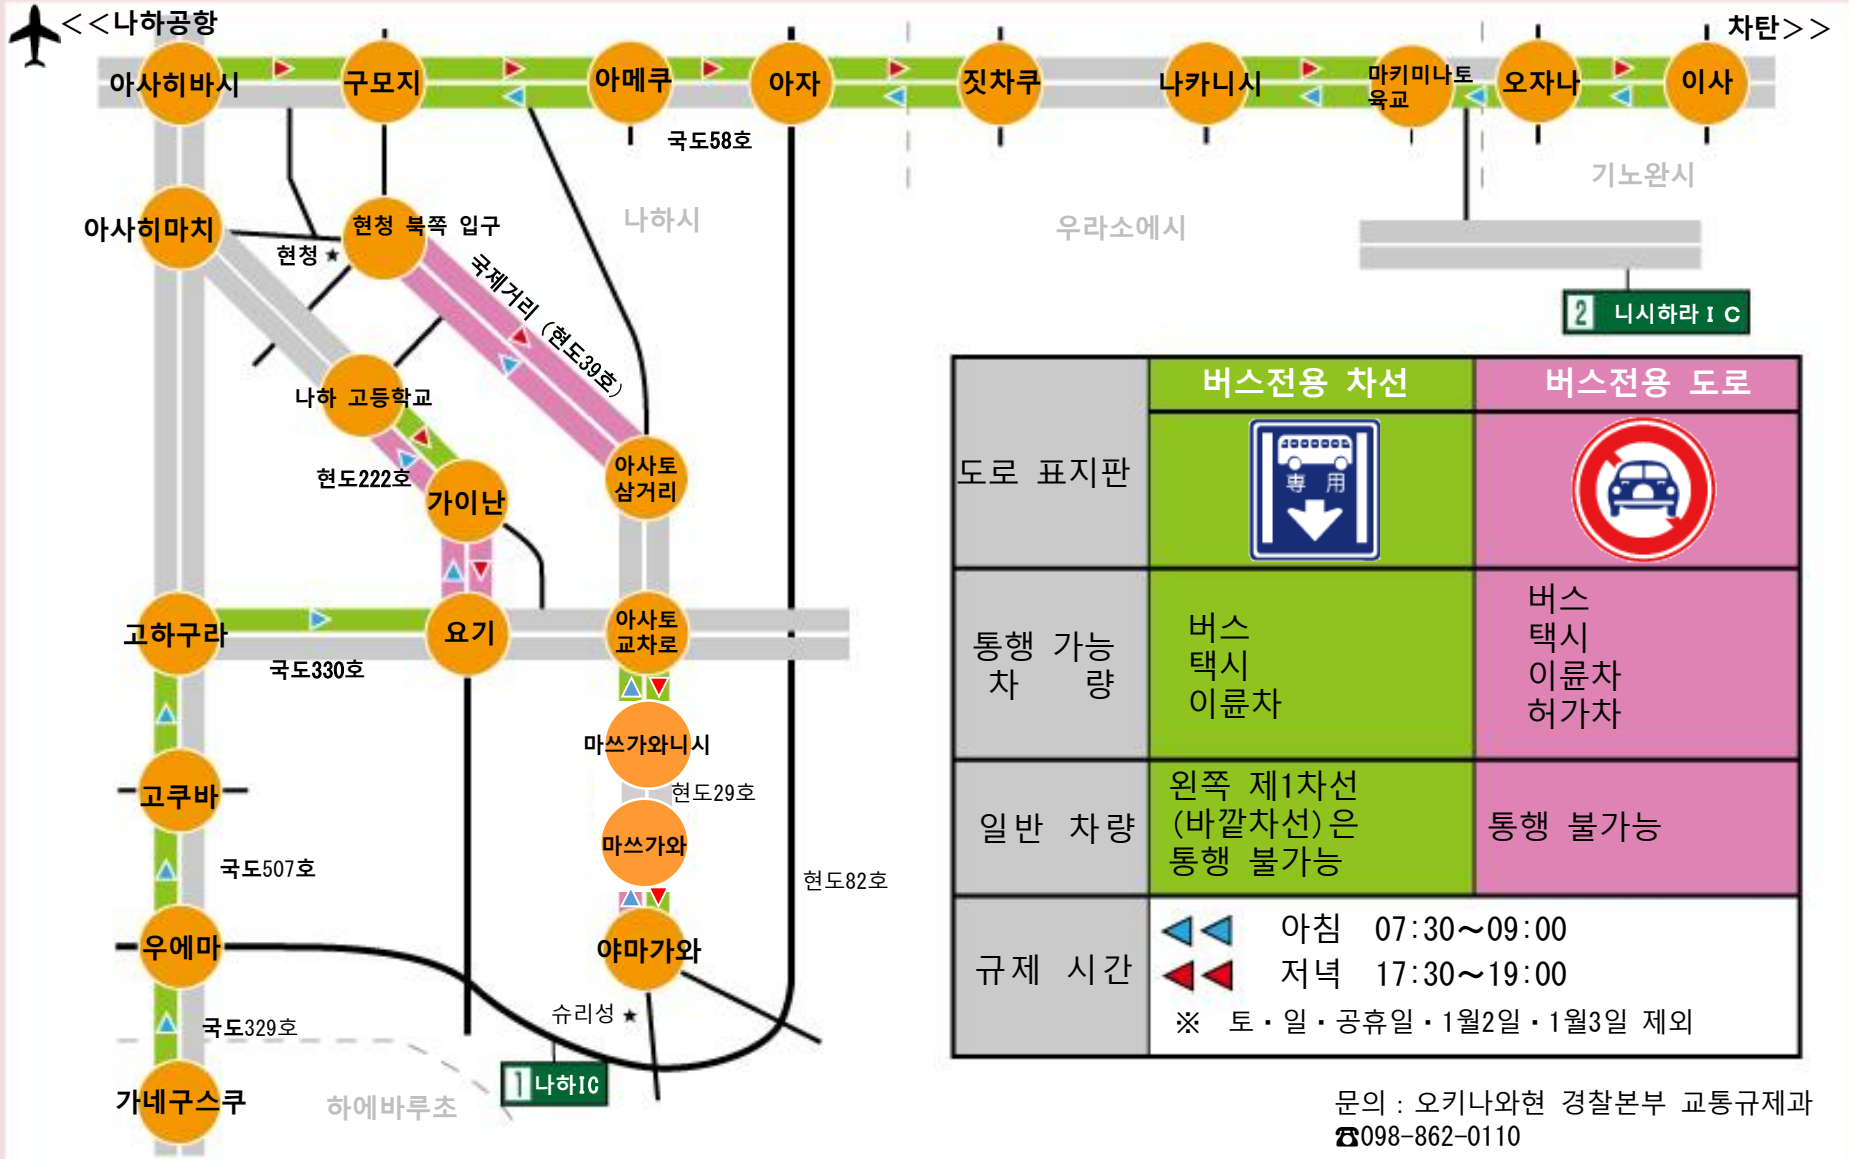 <<나하공항
차탄>>
아사히바시
구모지
아메쿠
아자
짓차쿠
나카니시
마키미나토
육교
오자나
이사
국도58호
기노완시
나하시
우라소에시
아사히마치
현청 북쪽 입구
현청 ★
국제거리 (현도39호)
2 니시하라ＩＣ
나하 고등학교
현도222호
가이난
아사토
삼거리
고하구라
요기
아사토
교차로
국도330호
마쓰가와니시
현도29호
고쿠바
마쓰가와
국도507호
현도82호
우에마
야마가와
슈리성 ★
국도329호
1 나하IC
가네구스쿠
하에바루초
버스전용 차선
버스전용 도로
도로 표지판
専 用
통행 가능
차 량
버스
택시
이륜차
버스
택시
이륜차
허가차
일반 차량
왼쪽 제1차선
(바깥차선)은
통행 불가능
통행 불가능
규제 시간
아침 07:30～09:00
저녁 17:30～19:00
※ 토・일・공휴일・1월2일・1월3일 제외
문의 : 오키나와현 경찰본부 교통규제과
☎098-862-0110